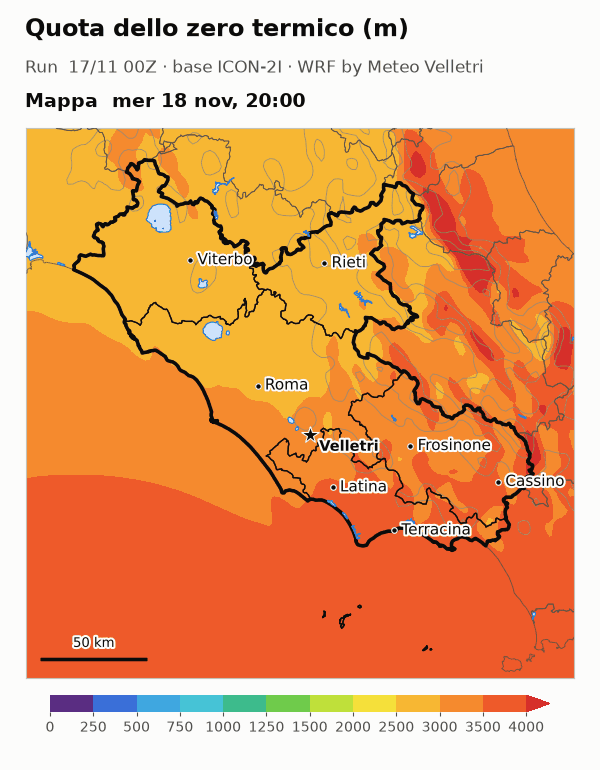 Quota dello zero termico (m)
Run  17/11 00Z · base ICON-2I · WRF by Meteo Velletri
Mappa  mer 18 nov, 20:00
Viterbo
Rieti
Roma
Velletri
Frosinone
Cassino
Latina
Terracina
50 km
0 250 500 750 1000 1250 1500 2000 2500 3000 3500 4000